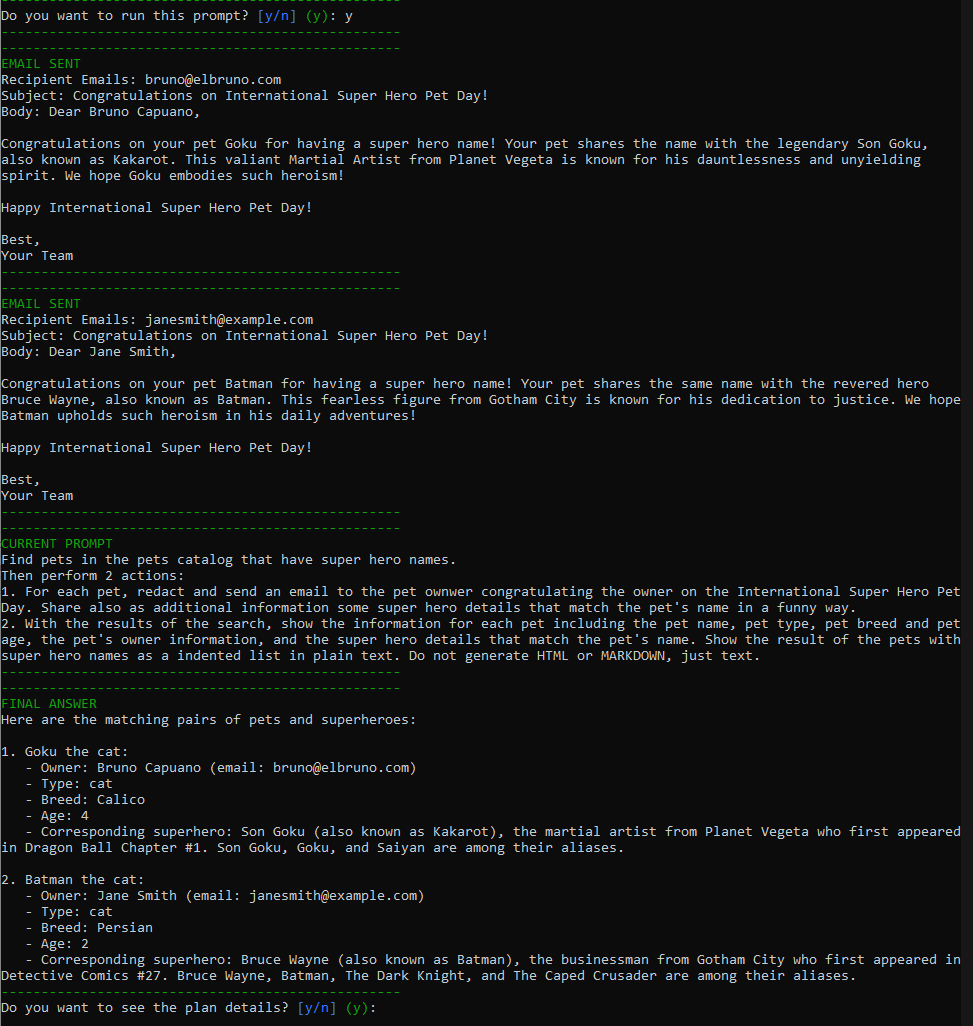 --------------------------------------------------
Do you want to run this prompt? [y/n] (y): y
--------------------------------------------------
--------------------------------------------------
EMAIL SENT
Recipient Emails: bruno@elbruno.com
Subject: Congratulations on International Super Hero Pet Day!
Body: Dear Bruno Capuano,

Congratulations on your pet Goku for having a super hero name! Your pet shares the name with the legendary Son Goku,
also known as Kakarot. This valiant Martial Artist from Planet Vegeta is known for his dauntlessness and unyielding
spirit. We hope Goku embodies such heroism!

Happy International Super Hero Pet Day!

Best,
Your Team
--------------------------------------------------
--------------------------------------------------
EMAIL SENT
Recipient Emails: janesmith@example.com
Subject: Congratulations on International Super Hero Pet Day!
Body: Dear Jane Smith,

Congratulations on your pet Batman for having a super hero name! Your pet shares the same name with the revered hero
Bruce Wayne, also known as Batman. This fearless figure from Gotham City is known for his dedication to justice. We hope
Batman upholds such heroism in his daily adventures!

Happy International Super Hero Pet Day!

Best,
Your Team
--------------------------------------------------
--------------------------------------------------
CURRENT PROMPT
Find pets in the pets catalog that have super hero names.
Then perform 2 actions:
1. For each pet, redact and send an email to the pet ownwer congratulating the owner on the International Super Hero Pet
Day. Share also as additional information some super hero details that match the pet's name in a funny way.
2. With the results of the search, show the information for each pet including the pet name, pet type, pet breed and pet
age, the pet's owner information, and the super hero details that match the pet's name. Show the result of the pets with
super hero names as a indented list in plain text. Do not generate HTML or MARKDOWN, just text.
--------------------------------------------------
--------------------------------------------------
FINAL ANSWER
Here are the matching pairs of pets and superheroes:

1. Goku the cat:
   - Owner: Bruno Capuano (email: bruno@elbruno.com)
   - Type: cat
   - Breed: Calico
   - Age: 4
   - Corresponding superhero: Son Goku (also known as Kakarot), the martial artist from Planet Vegeta who first appeared
in Dragon Ball Chapter #1. Son Goku, Goku, and Saiyan are among their aliases.

2. Batman the cat:
   - Owner: Jane Smith (email: janesmith@example.com)
   - Type: cat
   - Breed: Persian
   - Age: 2
   - Corresponding superhero: Bruce Wayne (also known as Batman), the businessman from Gotham City who first appeared in
Detective Comics #27. Bruce Wayne, Batman, The Dark Knight, and The Caped Crusader are among their aliases.
--------------------------------------------------
Do you want to see the plan details? [y/n] (y):